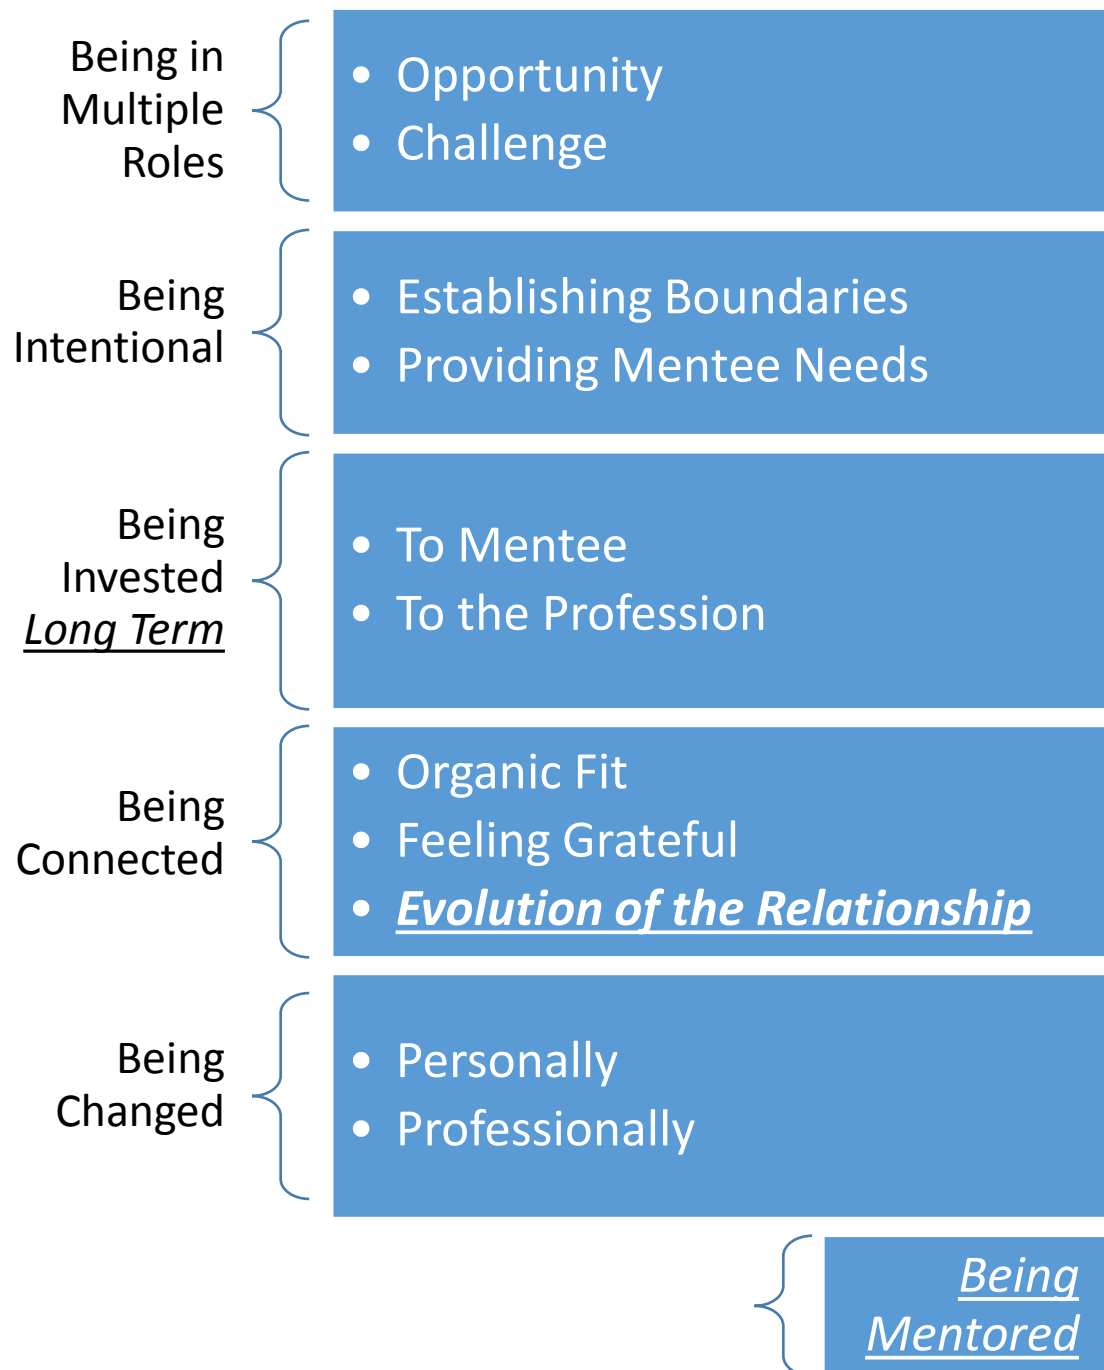 Being in
Multiple
Roles
• Opportunity
• Challenge
Being
Intentional
• Establishing Boundaries
• Providing Mentee Needs
Being
Invested
Long Term
• To Mentee
• To the Profession
Being
Connected
• Organic Fit
• Feeling Grateful
• Evolution of the Relationship
Being
Changed
• Personally
• Professionally
Being
Mentored